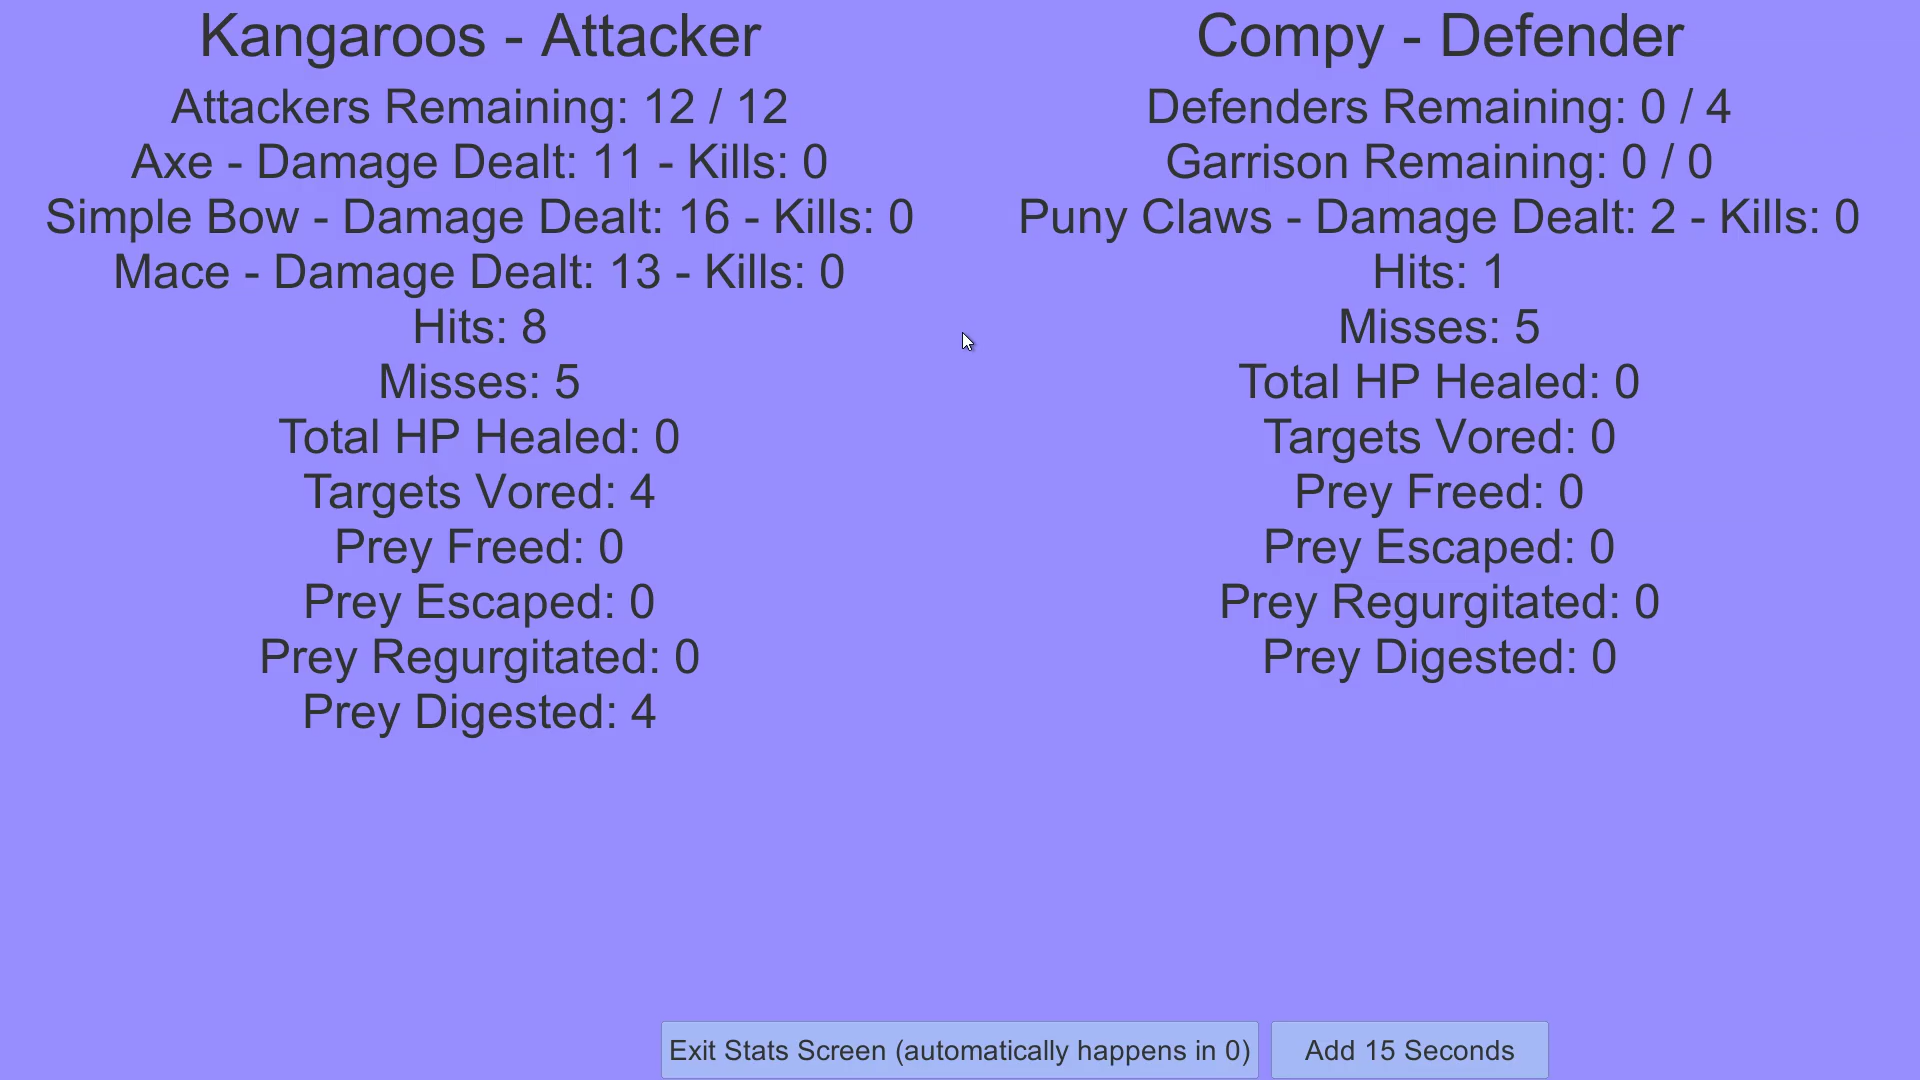 Kangaroos - Attacker
Attackers Remaining: 12 / 12
Axe - Damage Dealt: 11 - Kills: 0
Simple Bow - Damage Dealt: 16 - Kills: 0
Mace - Damage Dealt: 13 - Kills: 0
Hits: 8
Misses: 5
Total HP Healed: 0
Targets Vored: 4
Prey Freed: 0
Prey Escaped: 0
Prey Regurgitated: 0
Prey Digested: 4
Compy - Defender
Defenders Remaining: 0 / 4
Garrison Remaining: 0 / 0
Puny Claws - Damage Dealt: 2 - Kills: 0
Hits: 1
Misses: 5
Total HP Healed: 0
Targets Vored: 0
Prey Freed: 0
Prey Escaped: 0
Prey Regurgitated: 0
Prey Digested: 0
Exit Stats Screen (automatically happens in 0)
Add 15 Seconds